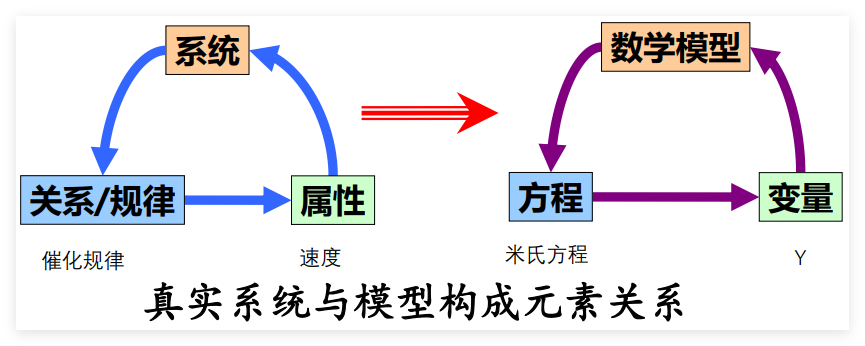 系统
数学模型
关系/规律
属性
方程
变量
催化规律
速度
米氏方程
Y
真实系统与模型构成元素关系